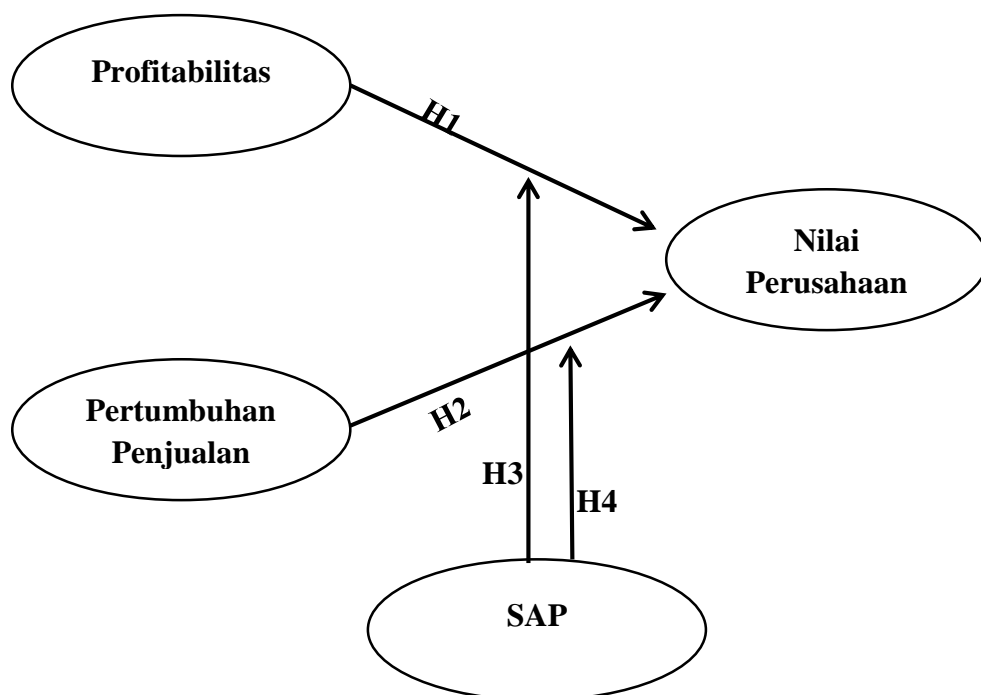 Profitabilitas
H1
Nilai
Perusahaan
Pertumbuhan
Penjualan
H2
H3
H4
SAP